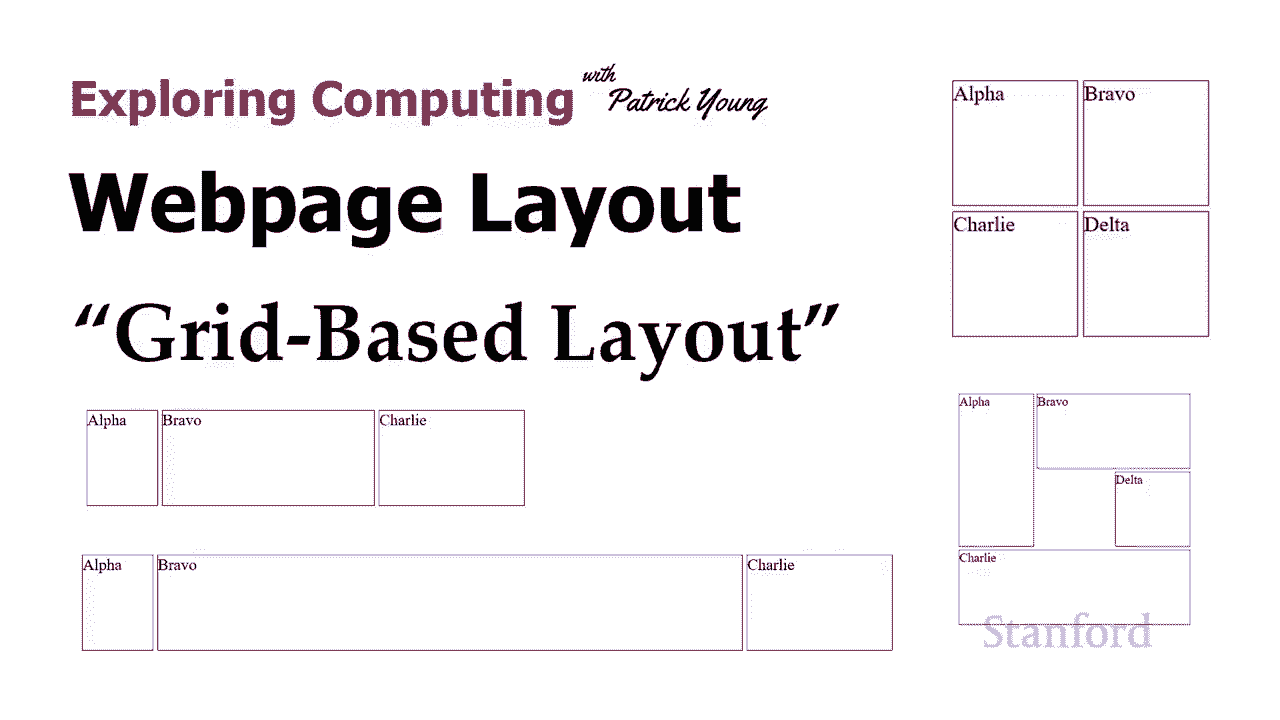 Exploring Computing with Patrick Young
Webpage Layout
“Grid-Based Layout”
Alpha Bravo
Charlie Delta
Alpha Bravo Charlie
Alpha Bravo Charlie
Alpha Bravo
Delta
Charlie
Stanford